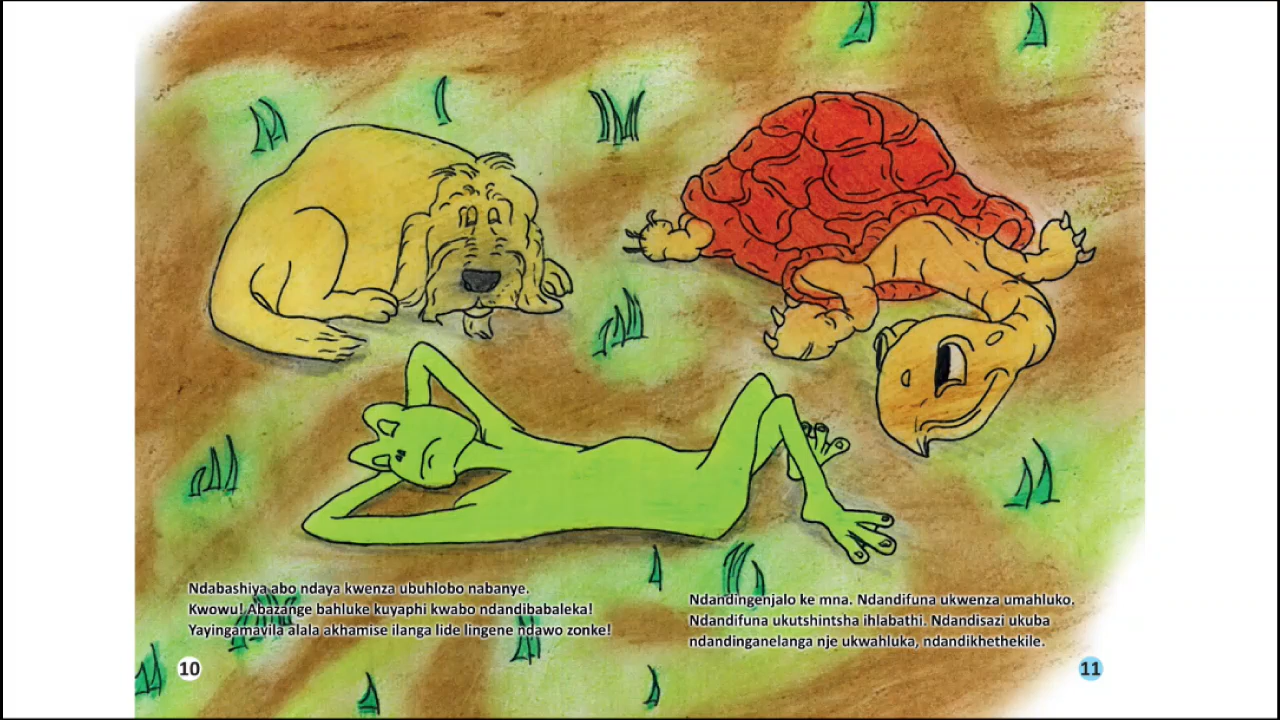 Ndabashiya abo ndaya kwenza ubuhlobo nabanye.
Kwowu! Abazange bahluke kuyaphi kwabo ndandibabaleka!
Yayingamavila alala akhamise ilanga lide lingene ndawo zonke!
10
Ndandingenjalo ke mna. Ndandifuna ukwenza umahluko.
Ndandifuna ukutshintsha ihlabathi. Ndandisazi ukuba
ndandinganelanga nje ukwahluka, ndandikhethekile.
11